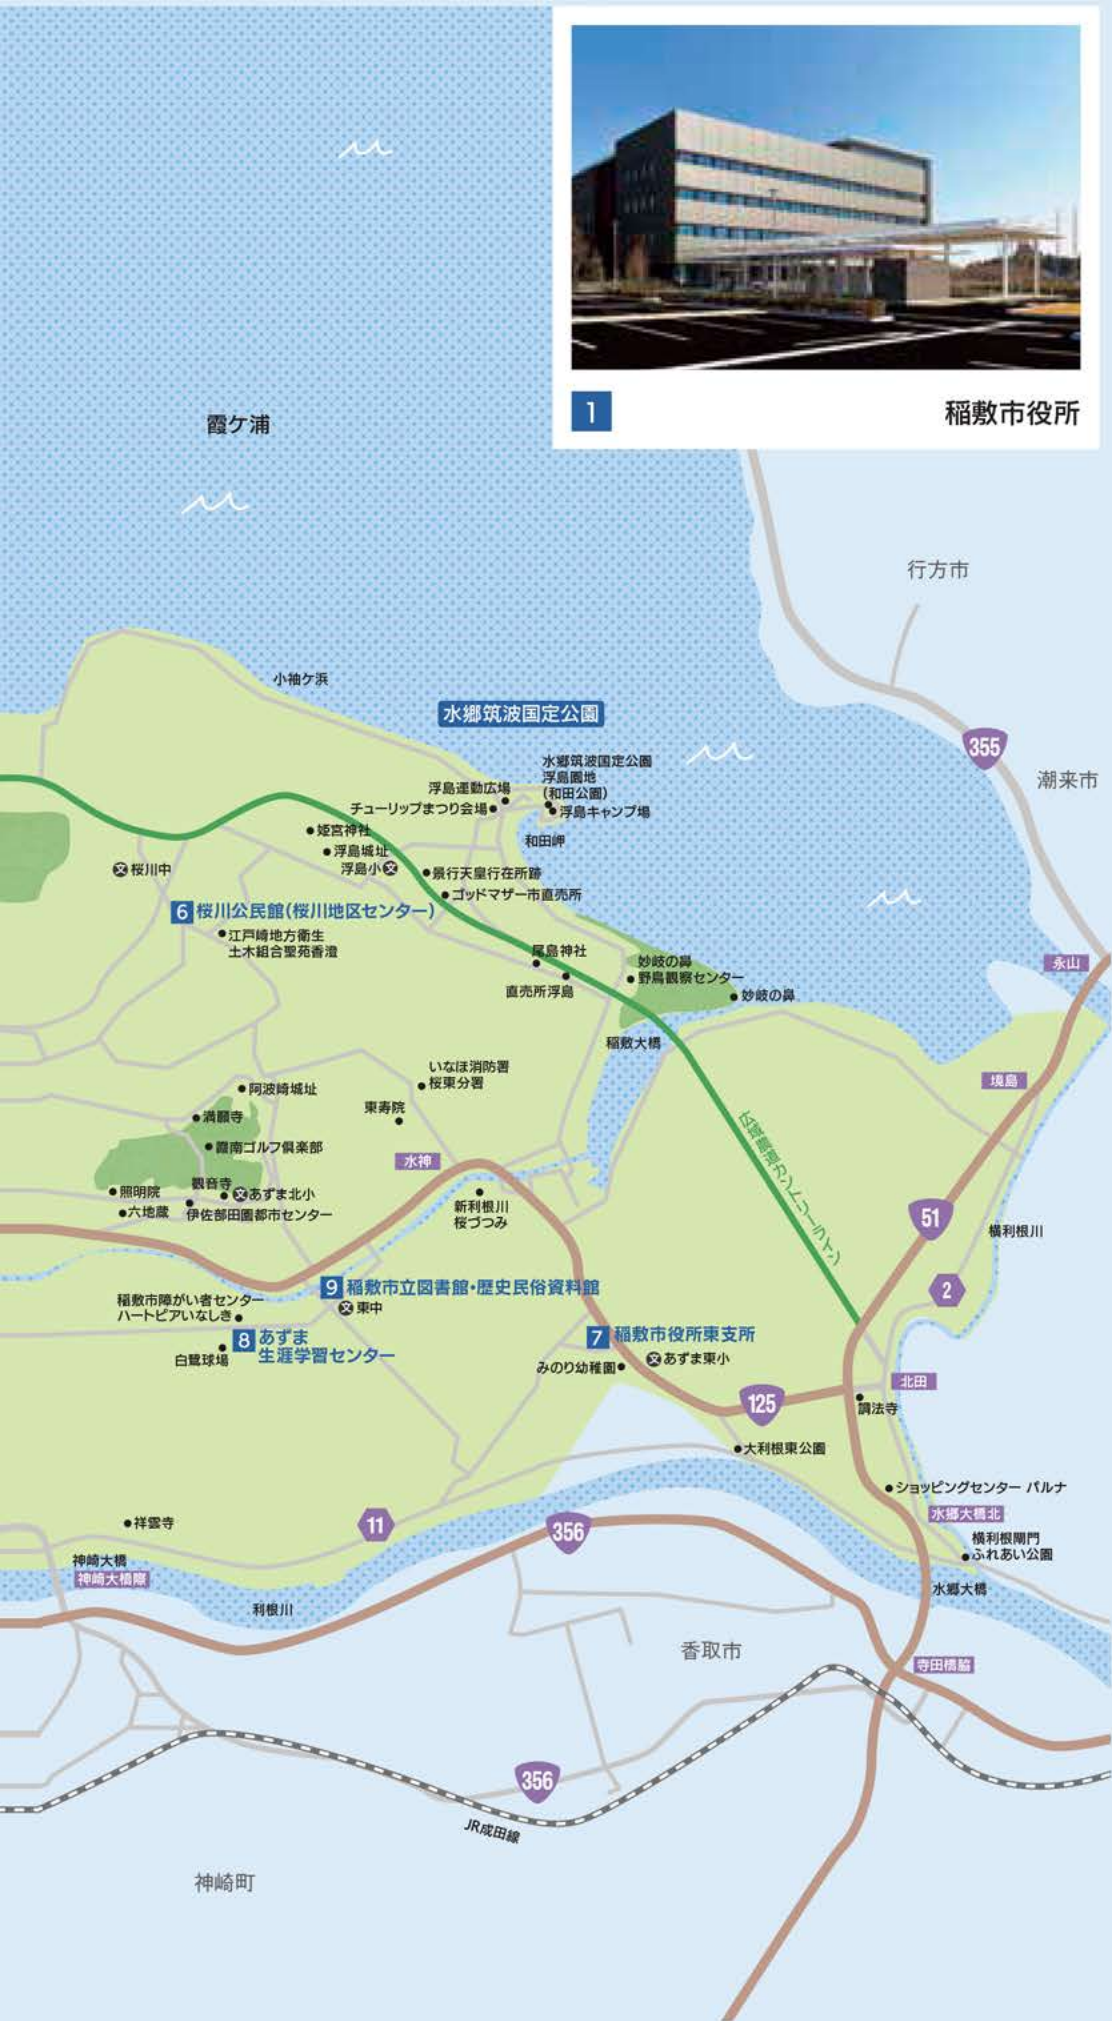 1
稲敷市役所
霞ケ浦
行方市
355
潮来市
小袖ケ浜
水郷筑波国定公園
水郷筑波国定公園
浮島園地
(和田公園)
浮島運動広場
チューリップまつり会場
浮島キャンプ場
和田岬
姫宮神社
浮島城址
浮島小
文
文
桜川中
景行天皇行在所跡
ゴッドマザー市直売所
6
桜川公民館(桜川地区センター)
江戸崎地方衛生
土木組合聖苑香澄
尾島神社
直売所浮島
妙岐の鼻
野鳥観察センター
妙岐の鼻
永山
稲敷大橋
境島
いなほ消防署
桜東分署
阿波崎城址
東寿院
満願寺
霞南ゴルフ倶楽部
水神
広域農道カントリーライン
観音寺
文
あずま北小
照明院
六地蔵
伊佐部田園都市センター
新利根川
桜づつみ
51
横利根川
2
9
稲敷市立図書館・歴史民俗資料館
文
東中
稲敷市障がい者センター
ハートピアいなしき
8
あずま
生涯学習センター
白鷺球場
7
稲敷市役所東支所
文
あずま東小
みのり幼稚園
125
北田
調法寺
大利根東公園
ショッピングセンター パルナ
水郷大橋北
横利根閘門
ふれあい公園
祥雲寺
11
356
神崎大橋
神崎大橋際
利根川
水郷大橋
香取市
寺田橋脇
356
JR成田線
神崎町